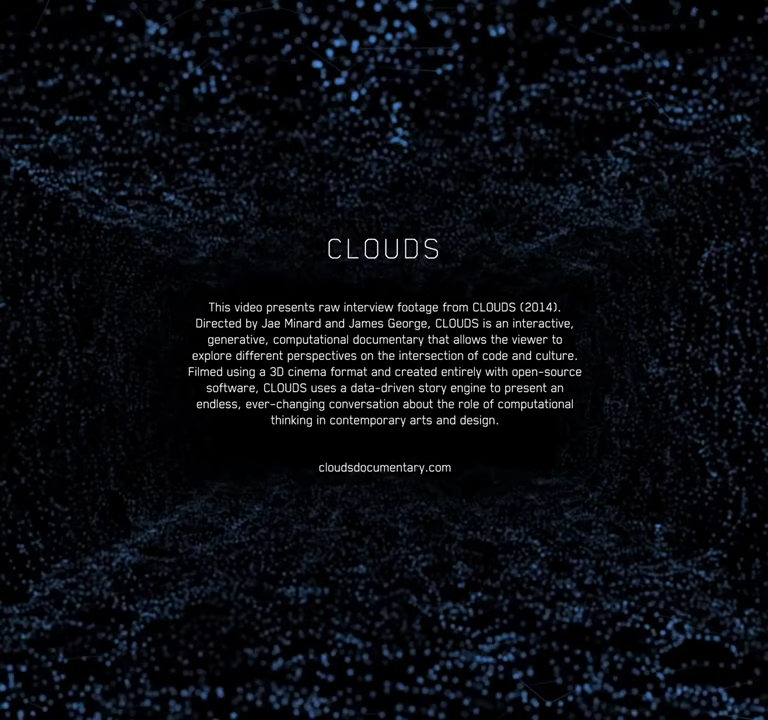 CLOUDS
This video presents raw interview footage from CLOUDS (2014).
Directed by Jae Minard and James George, CLOUDS is an interactive,
generative, computational documentary that allows the viewer to
explore different perspectives on the intersection of code and culture.
Filmed using a 3D cinema format and created entirely with open-source
software, CLOUDS uses a data-driven story engine to present an
endless, ever-changing conversation about the role of computational
thinking in contemporary arts and design.
cloudsdocumentary.com